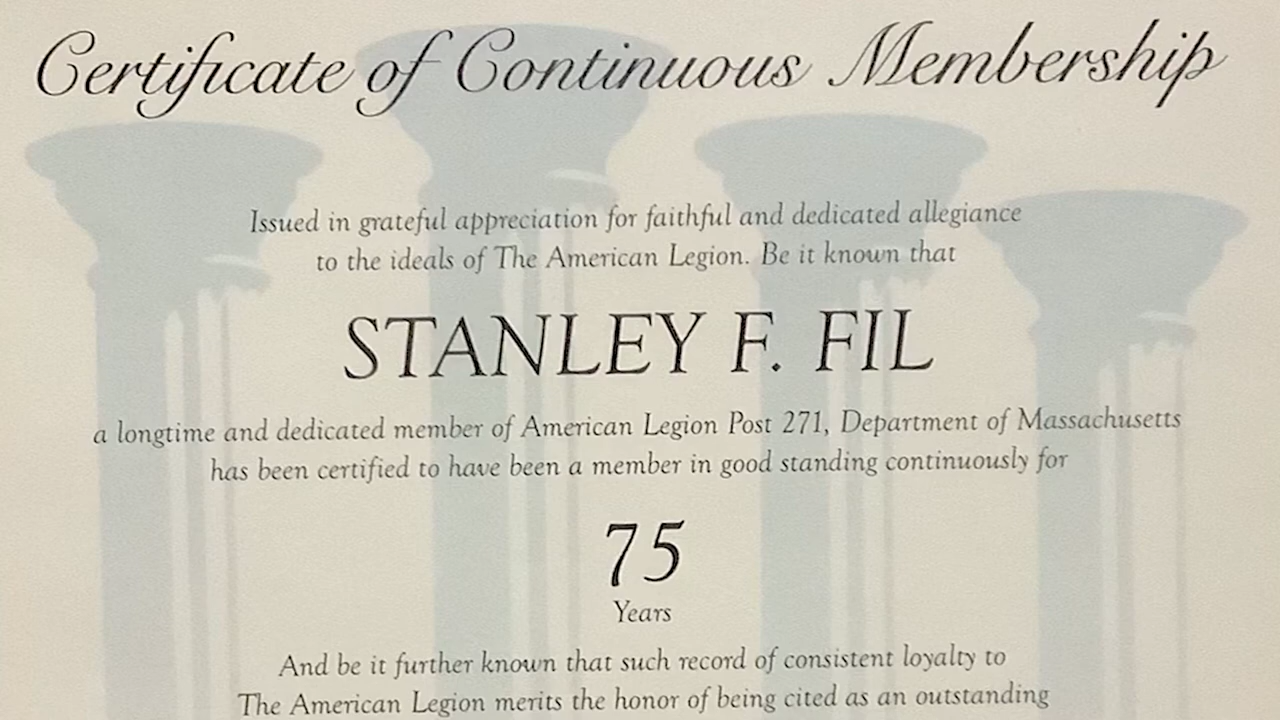 Certificate of Continuous Membership
Issued in grateful appreciation for faithful and dedicated allegiance
to the ideals of The American Legion. Be it known that
STANLEY F. FIL
a longtime and dedicated member of American Legion Post 271, Department of Massachusetts
has been certified to have been a member in good standing continuously for
75
Years
And be it further known that such record of consistent loyalty to
The American Legion merits the honor of being cited as an outstanding